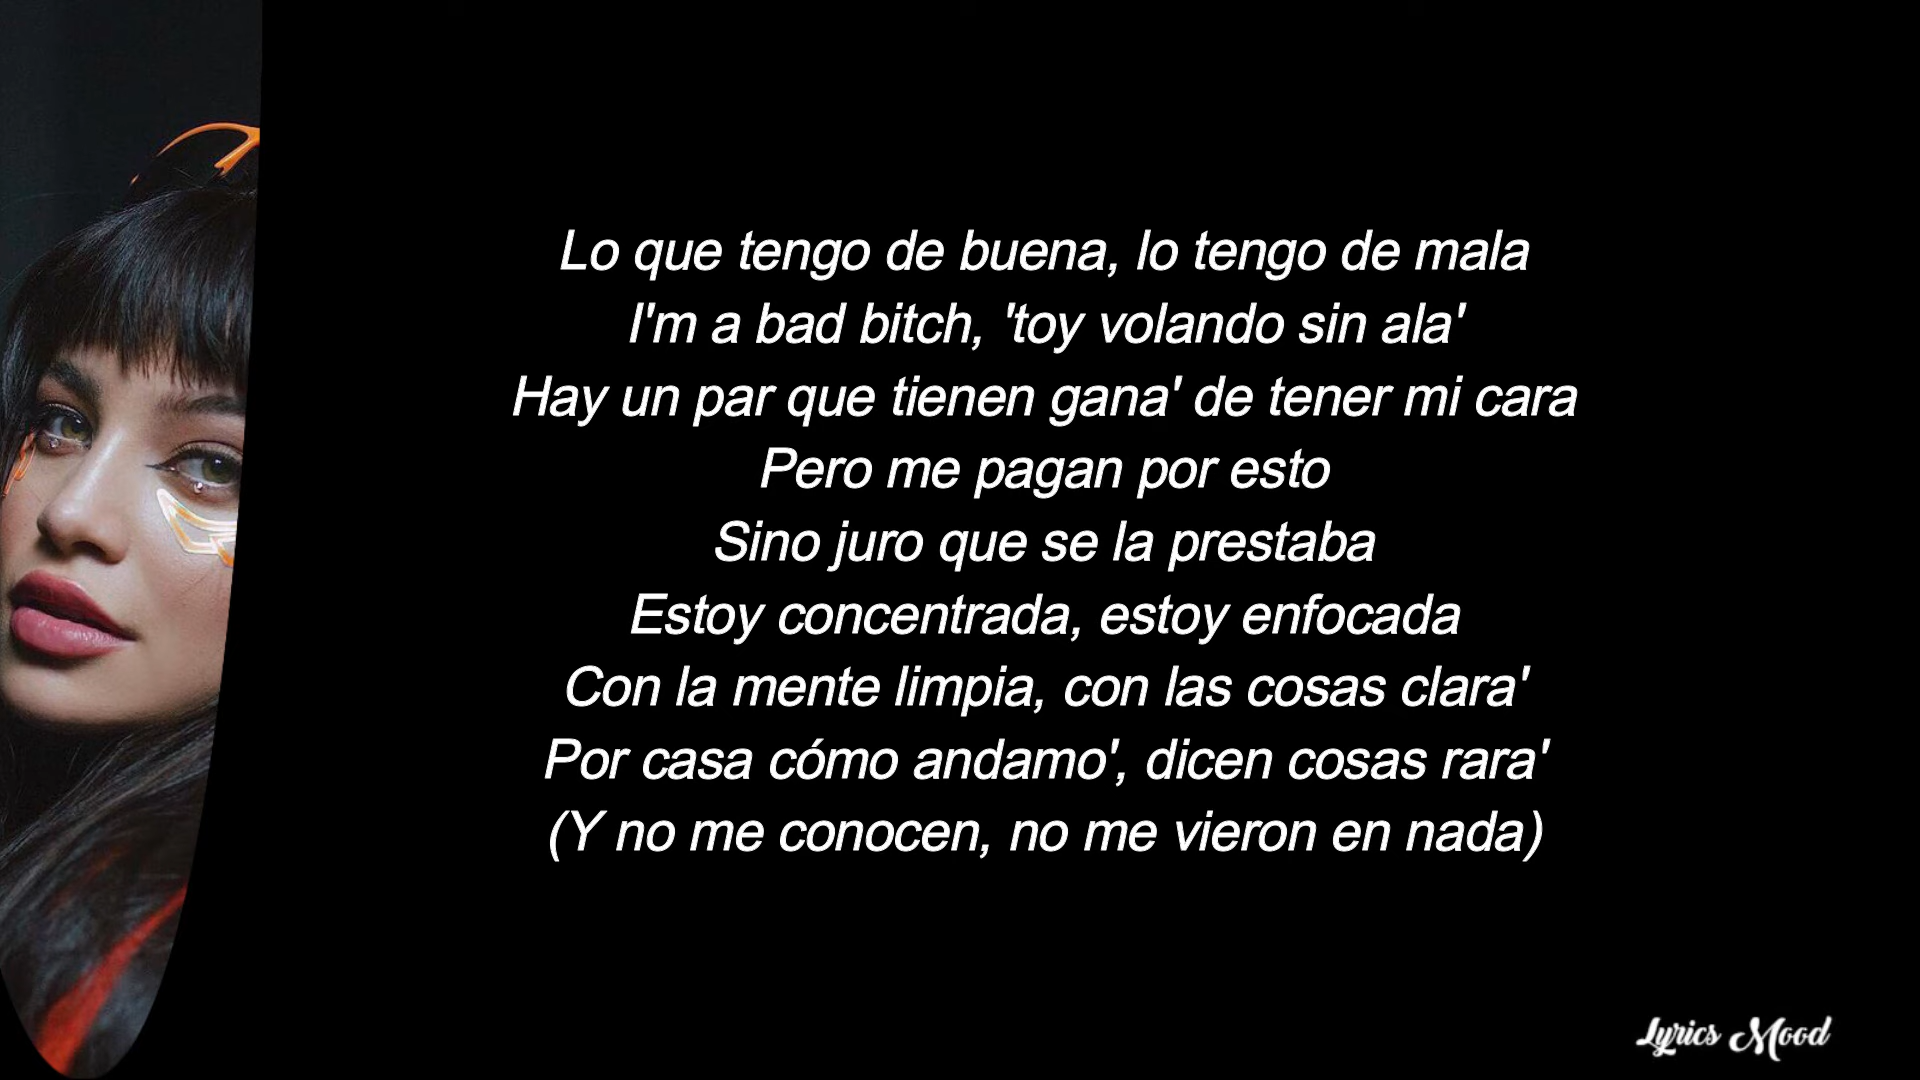 Lo que tengo de buena, lo tengo de mala
I'm a bad bitch, 'toy volando sin ala'
Hay un par que tienen gana' de tener mi cara
Pero me pagan por esto
Sino juro que se la prestaba
Estoy concentrada, estoy enfocada
Con la mente limpia, con las cosas clara'
Por casa cómo andamo', dicen cosas rara'
(Y no me conocen, no me vieron en nada)
Lyrics Mood